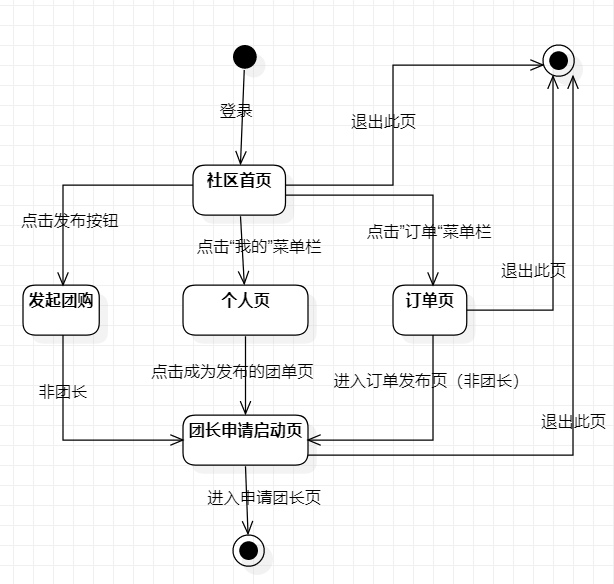 登录
退出此页
社区首页
点击发布按钮
点击“我的”菜单栏
点击”订单“菜单栏
退出此页
发起团购
个人页
订单页
点击成为发布的团单页
进入订单发布页（非团长）
非团长
退出此页
团长申请启动页
进入申请团长页